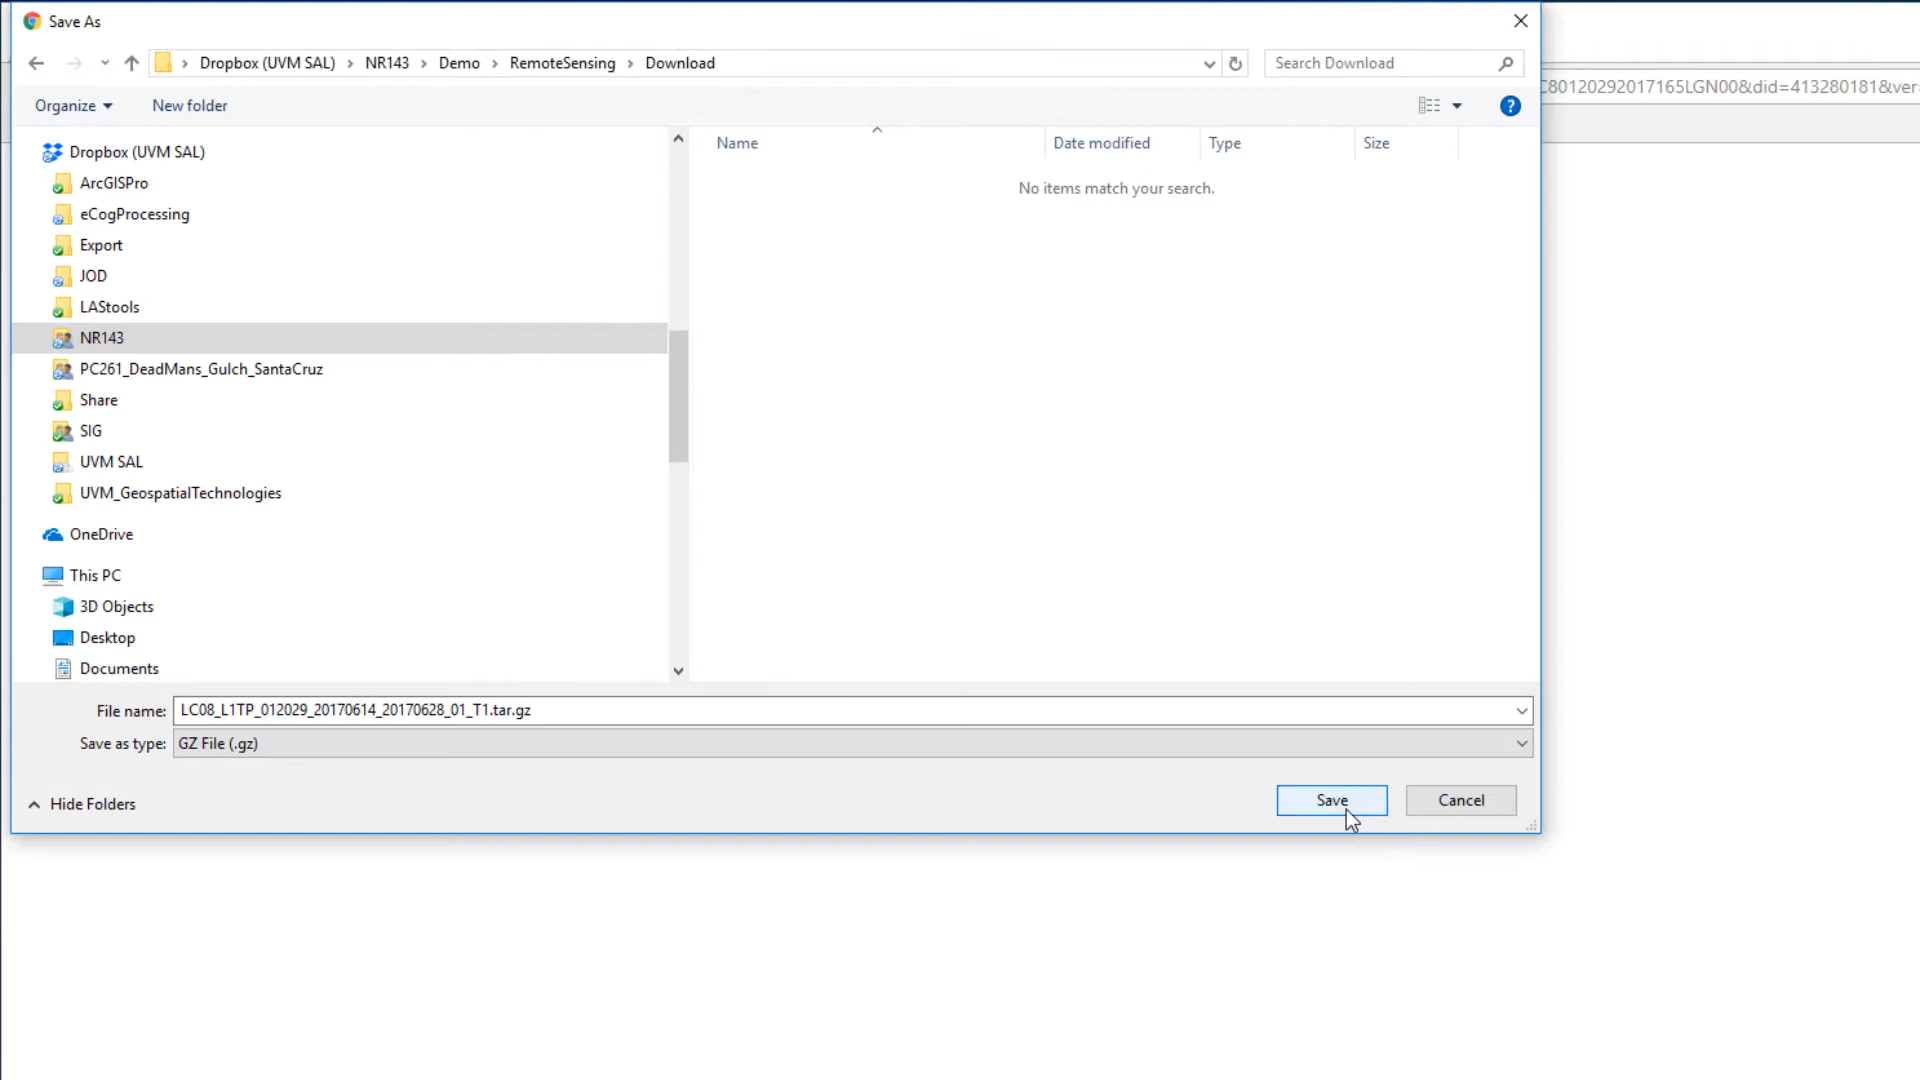 Save As
Dropbox (UVM SAL) › NR143 › Demo › RemoteSensing › Download
Search Download
C80120292017165LGN00&did=413280181&ver=
Organize
New folder
?
Name
Date modified
Type
Size
No items match your search.
Dropbox (UVM SAL)
ArcGISPro
eCogProcessing
Export
JOD
LAStools
NR143
PC261_DeadMans_Gulch_SantaCruz
Share
SIG
UVM SAL
UVM_GeospatialTechnologies
OneDrive
This PC
3D Objects
Desktop
Documents
File name: LC08_L1TP_012029_20170614_20170628_01_T1.tar.gz
Save as type: GZ File (.gz)
Hide Folders
Save
Cancel